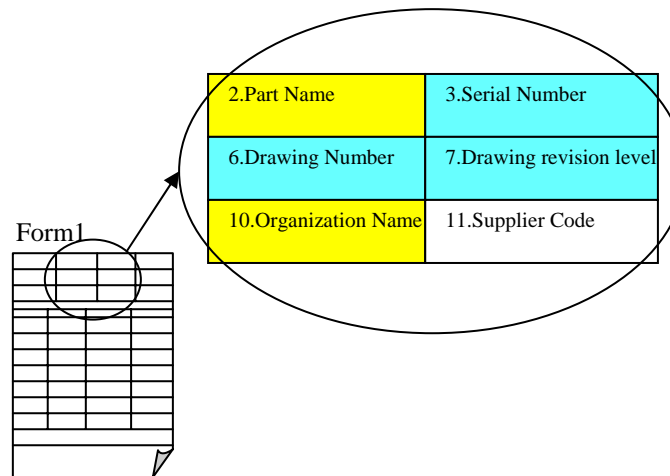 2.Part Name
3.Serial Number
6.Drawing Number
7.Drawing revision level
10.Organization Name
11.Supplier Code
Form1